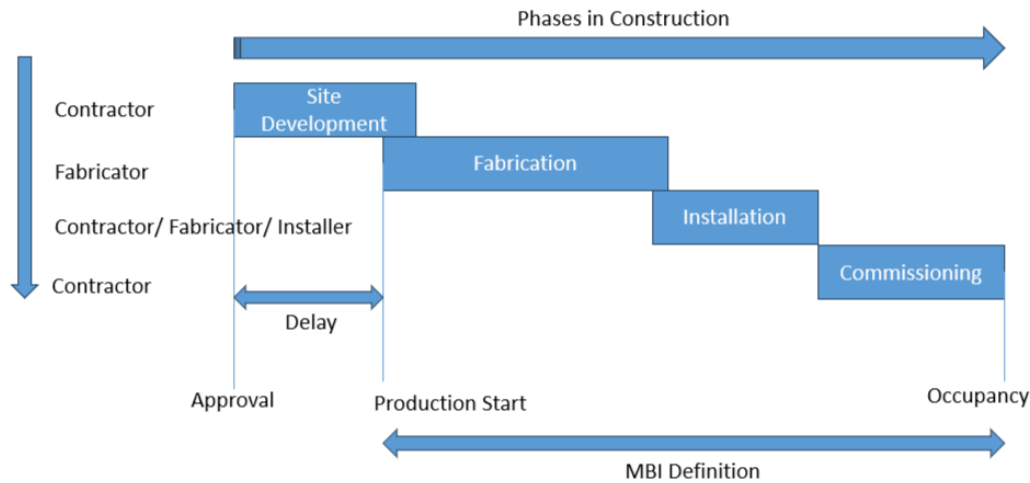 Phases in Construction
Contractor
Site
Development
Fabricator
Fabrication
Contractor/ Fabricator/ Installer
Installation
Contractor
Commissioning
Delay
Approval
Production Start
Occupancy
MBI Definition